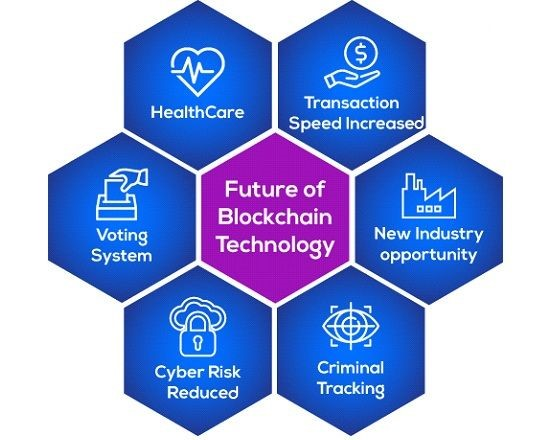 HealthCare
Transaction
Speed Increased
Voting
System
Future of
Blockchain
Technology
New Industry
opportunity
Cyber Risk
Reduced
Criminal
Tracking
$